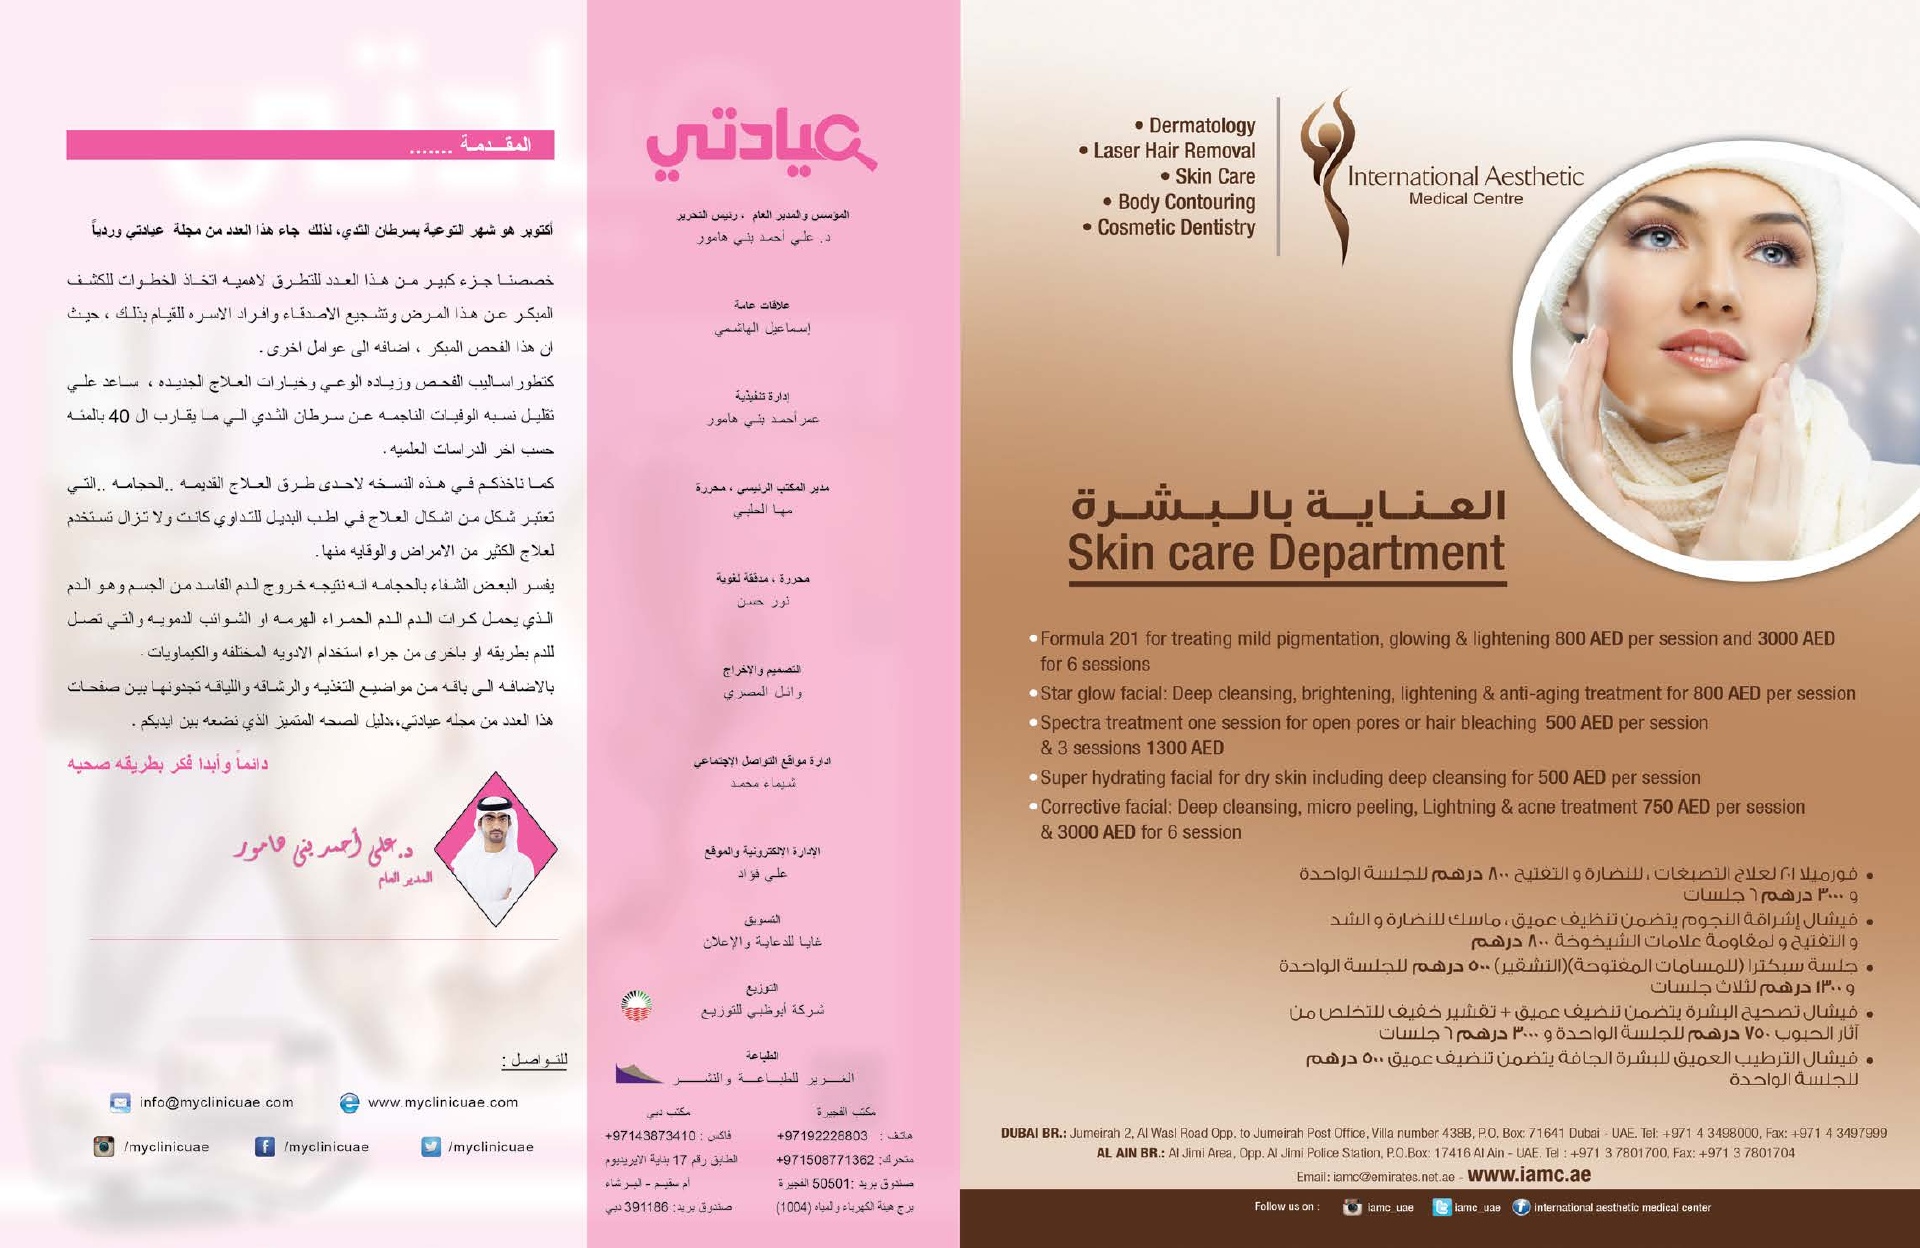 المقـــدمـة .......
أكتوبر هو شهر التوعية بسرطان الثدي، لذلك جاء هذا العدد من مجلة عيادتي وردياً
خصصنا جزء كبير من هذا العدد للتطرق لاهميه اتخاذ الخطوات للكشف
المبكر عن هذا المرض وتشجيع الاصدقاء وافراد الاسره للقيام بذلك ، حيث
ان هذا الفحص المبكر ، اضافه الى عوامل اخرى .
كتطور اساليب الفحص وزياده الوعي وخيارات العلاج الجديده ، ساعد علي
تقليل نسبه الوفيات الناجمه عن سرطان الثدي الي ما يقارب ال 40 بالمئه
حسب اخر الدراسات العلميه .
كما ناخذكم في هذه النسخه لاحدى طرق العلاج القديمه ..الحجامه ..التي
تعتبر شكل من اشكال العلاج في اطب البديل للتداوي كانت ولا تزال تستخدم
لعلاج الكثير من الامراض والوقايه منها.
يفسر البعض الشفاء بالحجامه انه نتيجه خروج الدم الفاسد من الجسم وهو الدم
الذي يحمل كرات الدم الدم الحمراء الهرمه او الشوائب الدمويه والتي تصل
للدم بطريقه او باخرى من جراء استخدام الادويه المختلفه والكيماويات .
بالاضافه الى باقه من مواضيع التغذيه والرشاقه واللياقه تجدونها بين صفحات
هذا العدد من مجله عيادتي،،دليل الصحه المتميز الذي نضعه بين ايديكم .
دائماً وأبدا فكر بطريقه صحيه
د. علي أحمد بني هامور
المدير العام
للتـواصـل :
info@myclinicuae.com
www.myclinicuae.com
/myclinicuae
/myclinicuae
/myclinicuae
عيادتي
المؤسس والمدير العام ، رئيس التحرير
د. علي أحمد بني هامور
علاقات عامة
إسماعيل الهاشمي
إدارة تنفيذية
عمر أحمد بني هامور
مدير المكتب الرئيسي ، محررة
مها الحلبي
محررة ، مدققة لغوية
نور حسن
التصميم والإخراج
وائل المصري
ادارة مواقع التواصل الإجتماعي
شيماء محمد
الإدارة الالكترونية والموقع
علي فؤاد
التسويق
غايا للدعاية والإعلان
التوزيع
شركة أبوظبي للتوزيع
الطباعة
الغرير للطباعة والنشر
مكتب الفجيرة
هاتف : 97192228803+
متحرك: 971508771362+
صندوق بريد :50501 الفجيرة
برج هيئة الكهرباء ولمياه (1004)
مكتب دبي
فاكس : 97143873410+
الطابق رقم 17 بناية الايريديوم
أم سقيم - البرشاء
صندوق بريد: 391186 دبي
• Dermatology
• Laser Hair Removal
• Skin Care
• Body Contouring
• Cosmetic Dentistry
International Aesthetic
Medical Centre
العناية بالبشرة
Skin care Department
• Formula 201 for treating mild pigmentation, glowing & lightening 800 AED per session and 3000 AED
for 6 sessions
• Star glow facial: Deep cleansing, brightening, lightening & anti-aging treatment for 800 AED per session
• Spectra treatment one session for open pores or hair bleaching 500 AED per session
& 3 sessions 1300 AED
• Super hydrating facial for dry skin including deep cleansing for 500 AED per session
• Corrective facial: Deep cleansing, micro peeling, Lightning & acne treatment 750 AED per session
& 3000 AED for 6 session
• فورميلا ٢٠١ لعلاج التصبغات ، للنضارة و التفتيح ٨٠٠ درهم للجلسة الواحدة
و ٣٠٠٠ درهم ٦ جلسات
• فيشال إشراقة النجوم يتضمن تنظيف عميق، ماسك للنضارة و الشد
و التفتيح و لمقاومة علامات الشيخوخة ٨٠٠ درهم
• جلسة سبكترا (للمسامات المفتوحة)(التشقير) ٥٠٠ درهم للجلسة الواحدة
و ١٣٠٠ درهم لثلاث جلسات
• فيشال تصحيح البشرة يتضمن تنضيف عميق + تقشير خفيف للتخلص من
آثار الحبوب ٧٥٠ درهم للجلسة الواحدة و ٣٠٠٠ درهم ٦ جلسات
• فيشال الترطيب العميق للبشرة الجافة يتضمن تنضيف عميق ٥٠٠ درهم
للجلسة الواحدة
DUBAI BR.: Jumeirah 2, Al Wasl Road Opp, to Jumeirah Post Office, Villa number 438B, P.O. Box: 71641 Dubai - UAE. Tel: +971 4 3498000, Fax: +971 4 3497999
AL AIN BR.: Al Jimi Area, Opp. Al Jimi Police Station, P.O.Box: 17416 Al Ain - UAE. Tel : +971 3 7801700, Fax: +971 3 7801704
Email: iamc@emirates.net.ae - www.iamc.ae
Follow us on : iamc_uae iamc_uae international aesthetic medical center